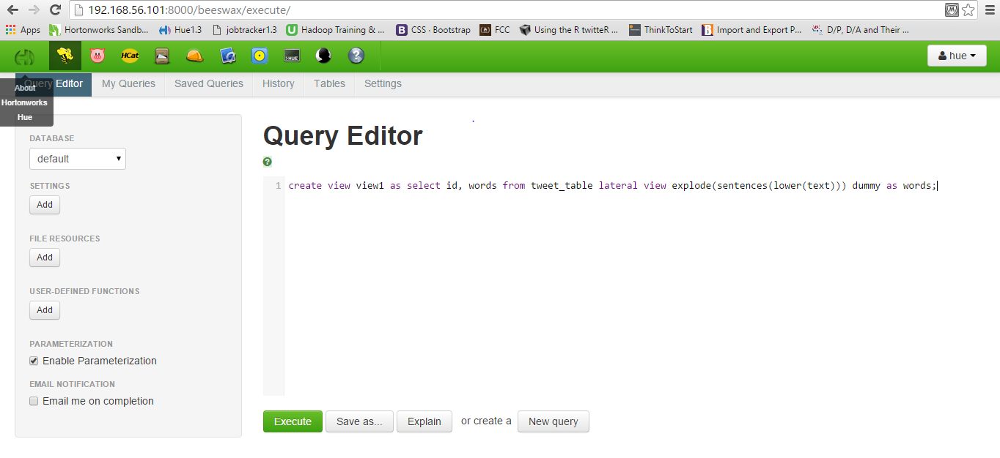 192.168.56.101:8000/beeswax/execute/
Apps Hortonworks Sandb... Hue1.3 jobtracker1.3 Hadoop Training & ... CSS · Bootstrap FCC Using the R twitteR ... ThinkToStart Import and Export P... D/P, D/A and Their ...
HCat >HUE ? hue
Query Editor My Queries Saved Queries History Tables Settings
About
Hortonworks
Hue
DATABASE
default
SETTINGS
Add
FILE RESOURCES
Add
USER-DEFINED FUNCTIONS
Add
PARAMETERIZATION
Enable Parameterization
EMAIL NOTIFICATION
Email me on completion
Query Editor
?
1 create view view1 as select id, words from tweet_table lateral view explode(sentences(lower(text))) dummy as words;
Execute Save as... Explain or create a New query